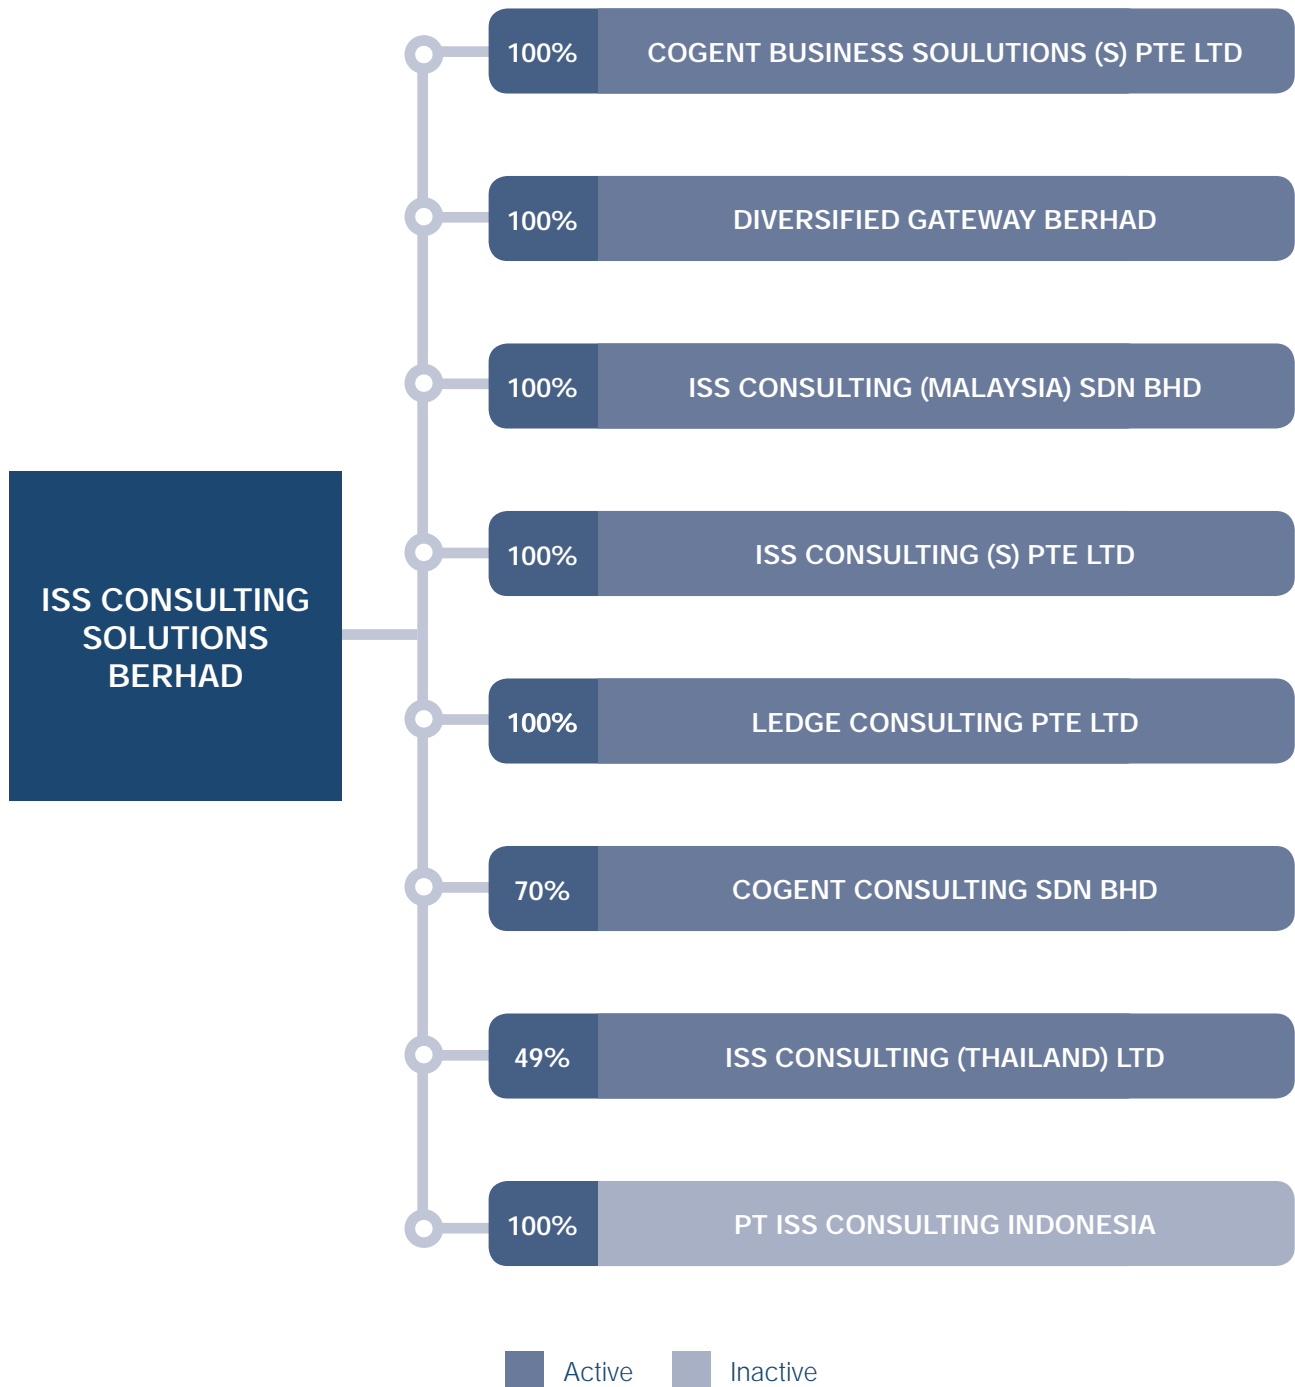 100% COGENT BUSINESS SOULUTIONS (S) PTE LTD
100% DIVERSIFIED GATEWAY BERHAD
100% ISS CONSULTING (MALAYSIA) SDN BHD
100% ISS CONSULTING (S) PTE LTD
ISS CONSULTING
SOLUTIONS
BERHAD
100% LEDGE CONSULTING PTE LTD
70% COGENT CONSULTING SDN BHD
49% ISS CONSULTING (THAILAND) LTD
100% PT ISS CONSULTING INDONESIA
Active Inactive